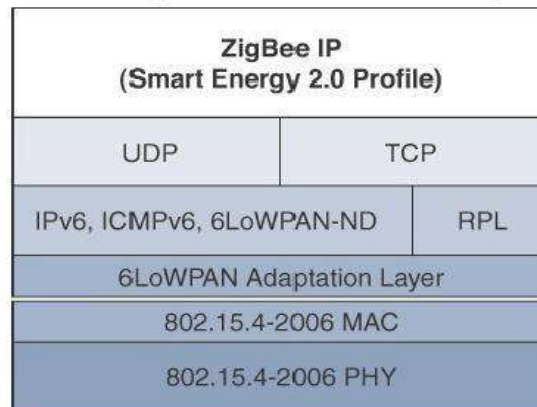 ZigBee IP
(Smart Energy 2.0 Profile)
UDP TCP
IPv6, ICMPv6, 6LoWPAN-ND RPL
6LoWPAN Adaptation Layer
802.15.4-2006 MAC
802.15.4-2006 PHY